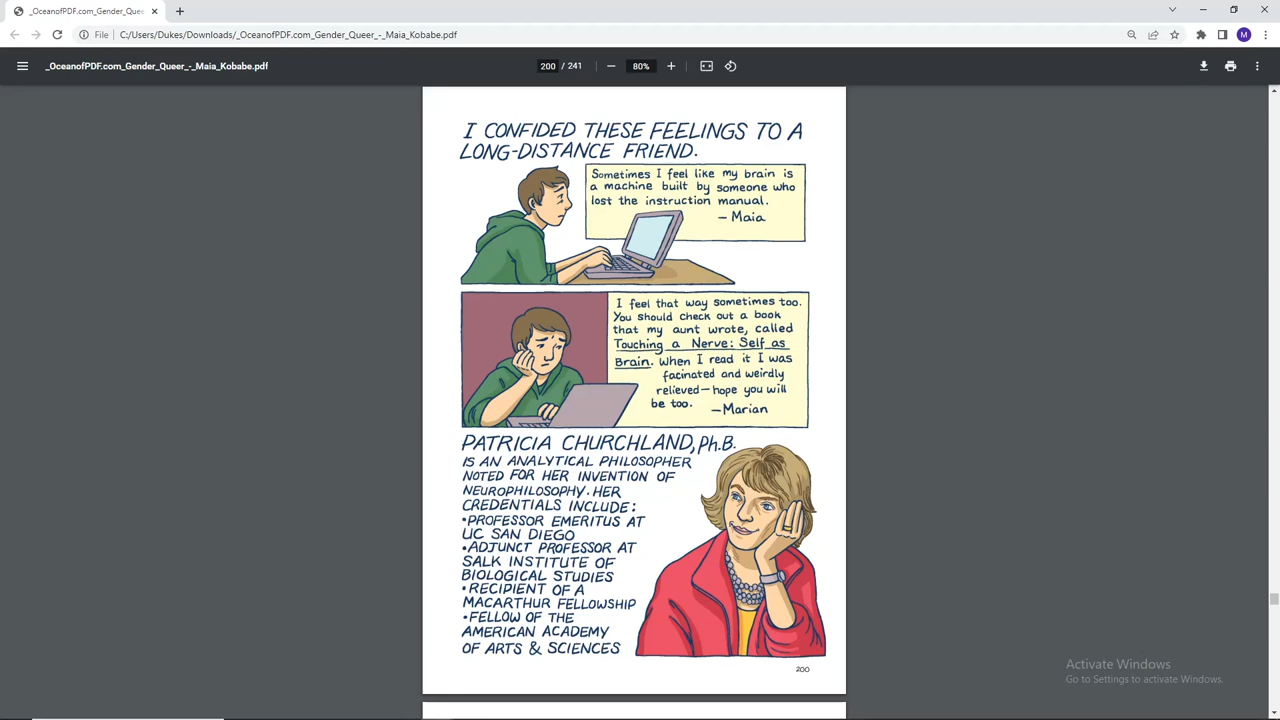 _OceanofPDF.com_Gender_Que
File
C:/Users/Dukes/Downloads/_OceanofPDF.com_Gender_Queer_-_Maia_Kobabe.pdf
M
_OceanofPDF.com_Gender_Queer_-_Maia_Kobabe.pdf
200 / 241
80%
I CONFIDED THESE FEELINGS TO A
LONG-DISTANCE FRIEND.
Sometimes I feel like my brain is
a machine built by someone who
lost the instruction manual.
– Maia
I feel that way sometimes too.
You should check out a book
that my aunt wrote, called
Touching a Nerve: Self as
Brain. When I read it I was
facinated and weirdly
relieved—hope you will
be too.
—Marian
PATRICIA CHURCHLAND, Ph.B.
IS AN ANALYTICAL PHILOSOPHER
NOTED FOR HER INVENTION OF
NEUROPHILOSOPHY. HER
CREDENTIALS INCLUDE:
•PROFESSOR EMERITUS AT
UC SAN DIEGO
•ADJUNCT PROFESSOR AT
SALK INSTITUTE OF
BIOLOGICAL STUDIES
•RECIPIENT OF A
MACARTHUR FELLOWSHIP
•FELLOW OF THE
AMERICAN ACADEMY
OF ARTS & SCIENCES
200
Activate Windows
Go to Settings to activate Windows.